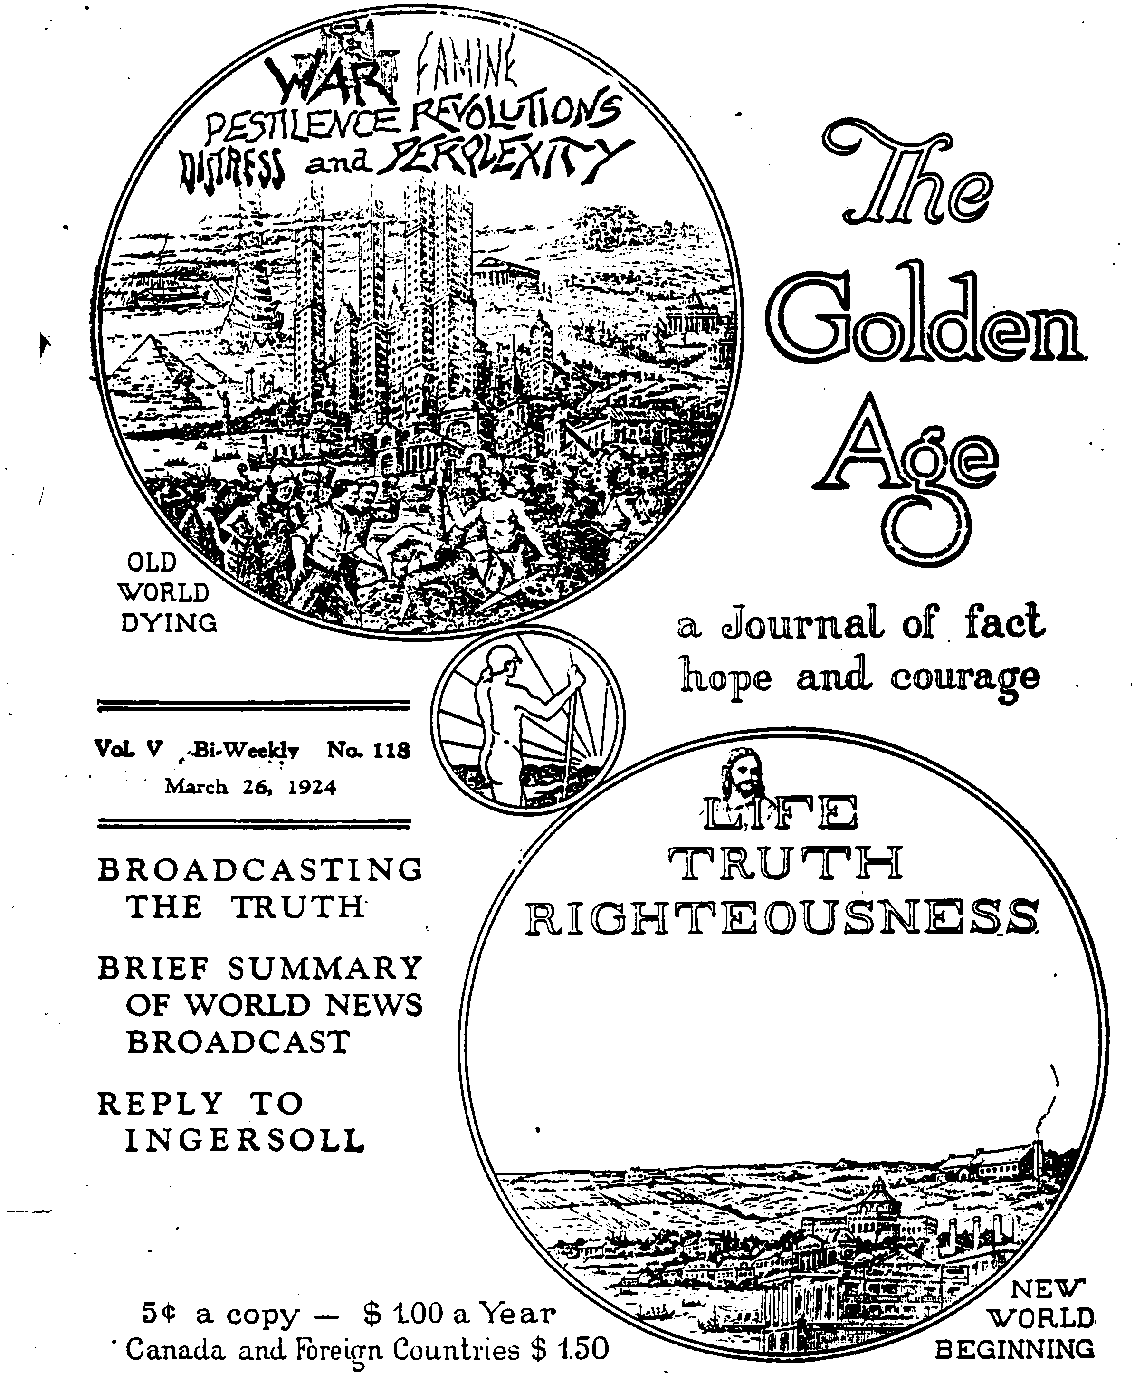 WAR FAMINE
PESTILENCE REVOLUTIONS
DISTRESS and PERPLEXITY
The
Golden
Age
OLD
WORLD
DYING
a Journal of fact
hope and courage
Vol. V Bi-Weekly No. 118
March 26, 1924
BROADCASTING
THE TRUTH
BRIEF SUMMARY
OF WORLD NEWS
BROADCAST
REPLY TO
INGERSOLL
LIFE
TRUTH
RIGHTEOUSNESS
NEW
WORLD
BEGINNING
5¢ a copy — $ 1.00 a Year
Canada and Foreign Countries $ 1.50